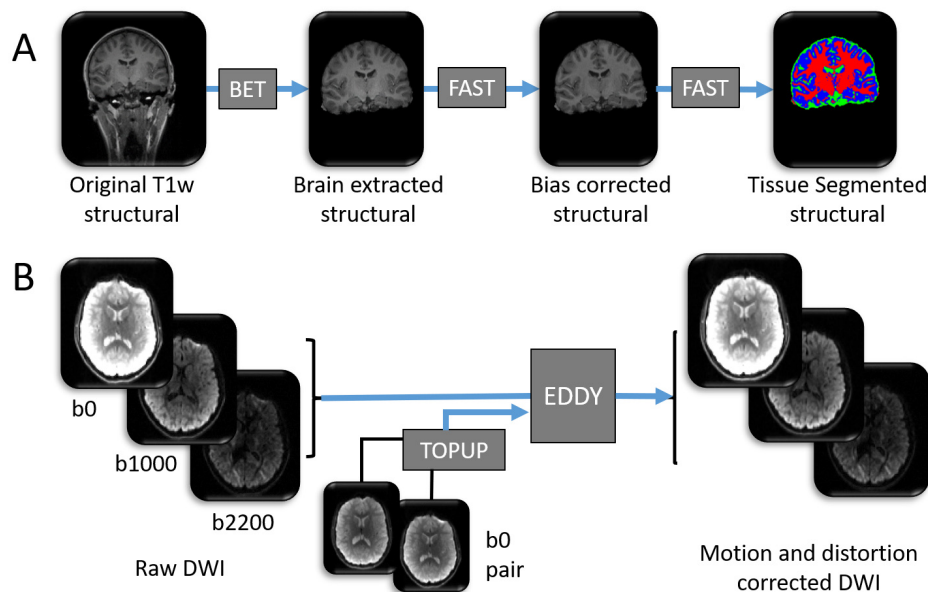 A
BET
FAST
FAST
Original T1w
structural
Brain extracted
structural
Bias corrected
structural
Tissue Segmented
structural
B
b0
b1000
b2200
Raw DWI
TOPUP
b0
pair
EDDY
Motion and distortion
corrected DWI